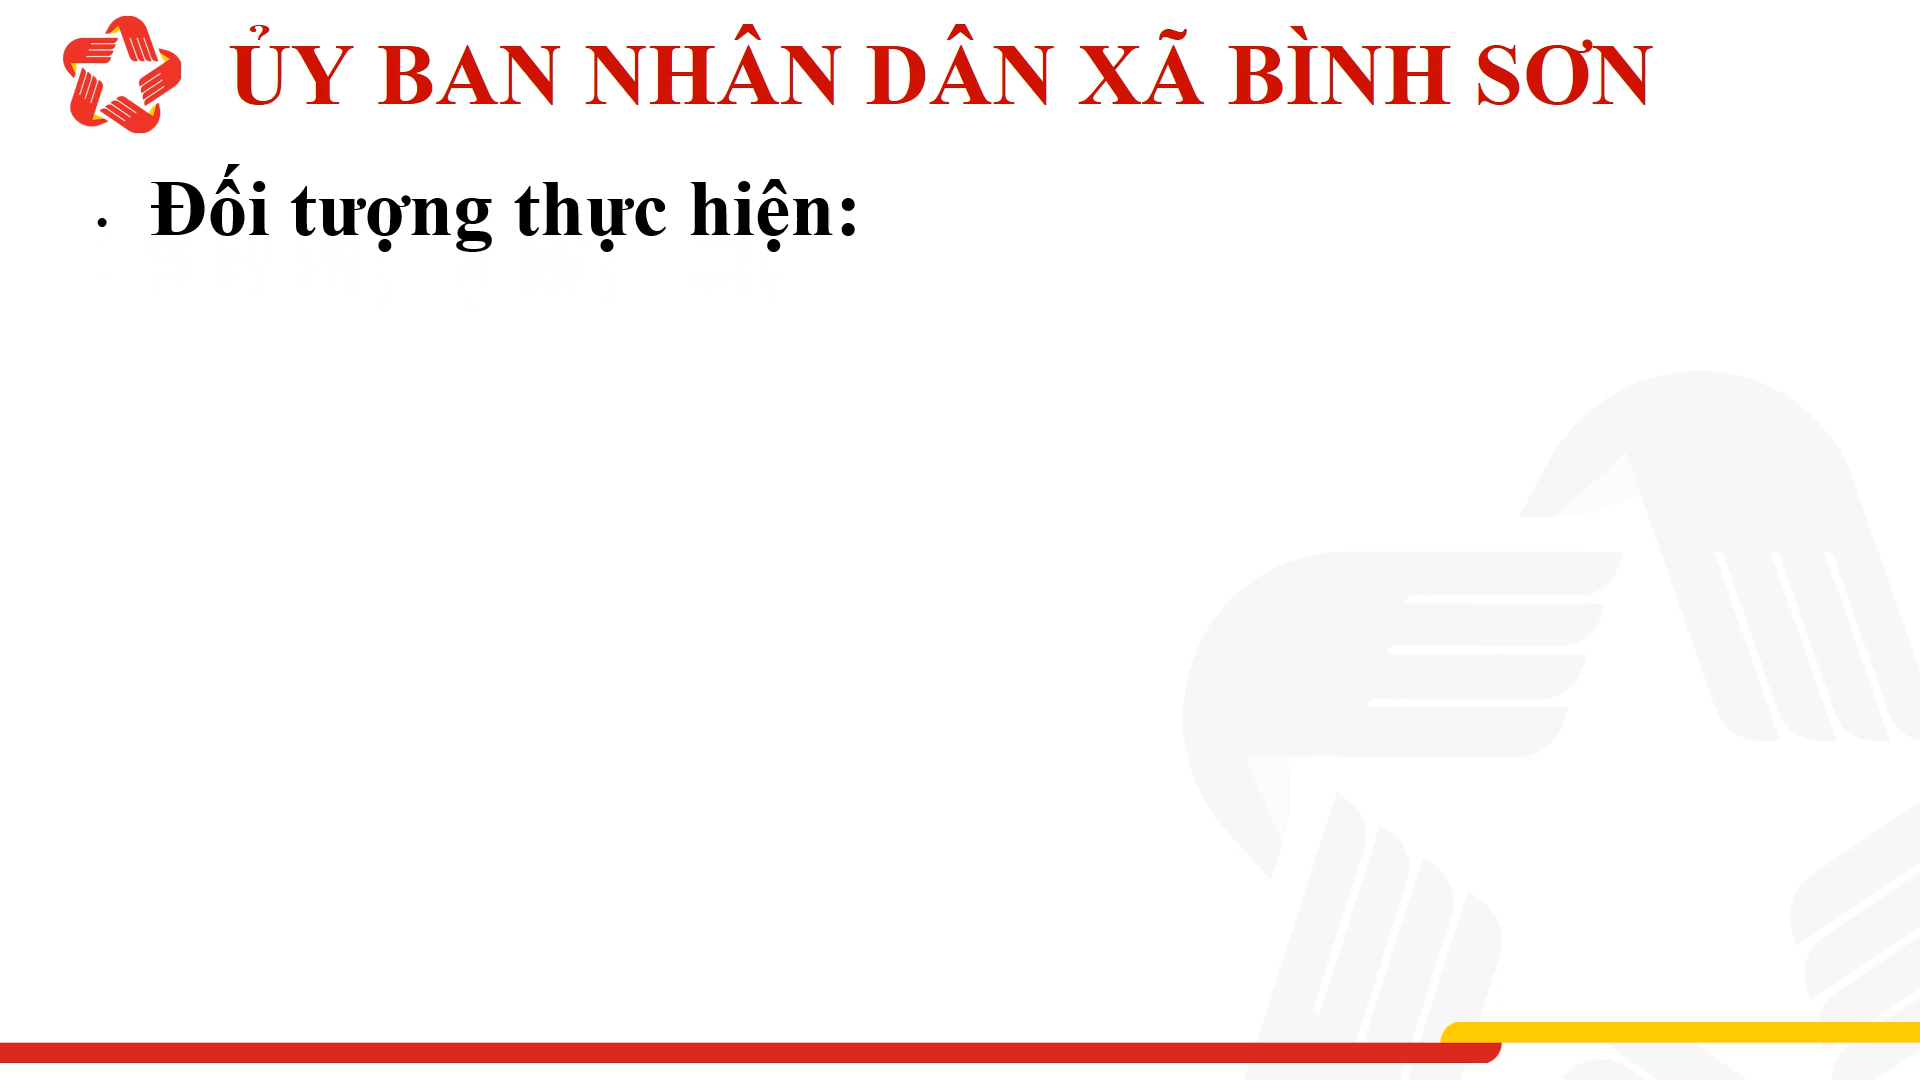 ỦY BAN NHÂN DÂN XÃ BÌNH SƠN
• Đối tượng thực hiện: